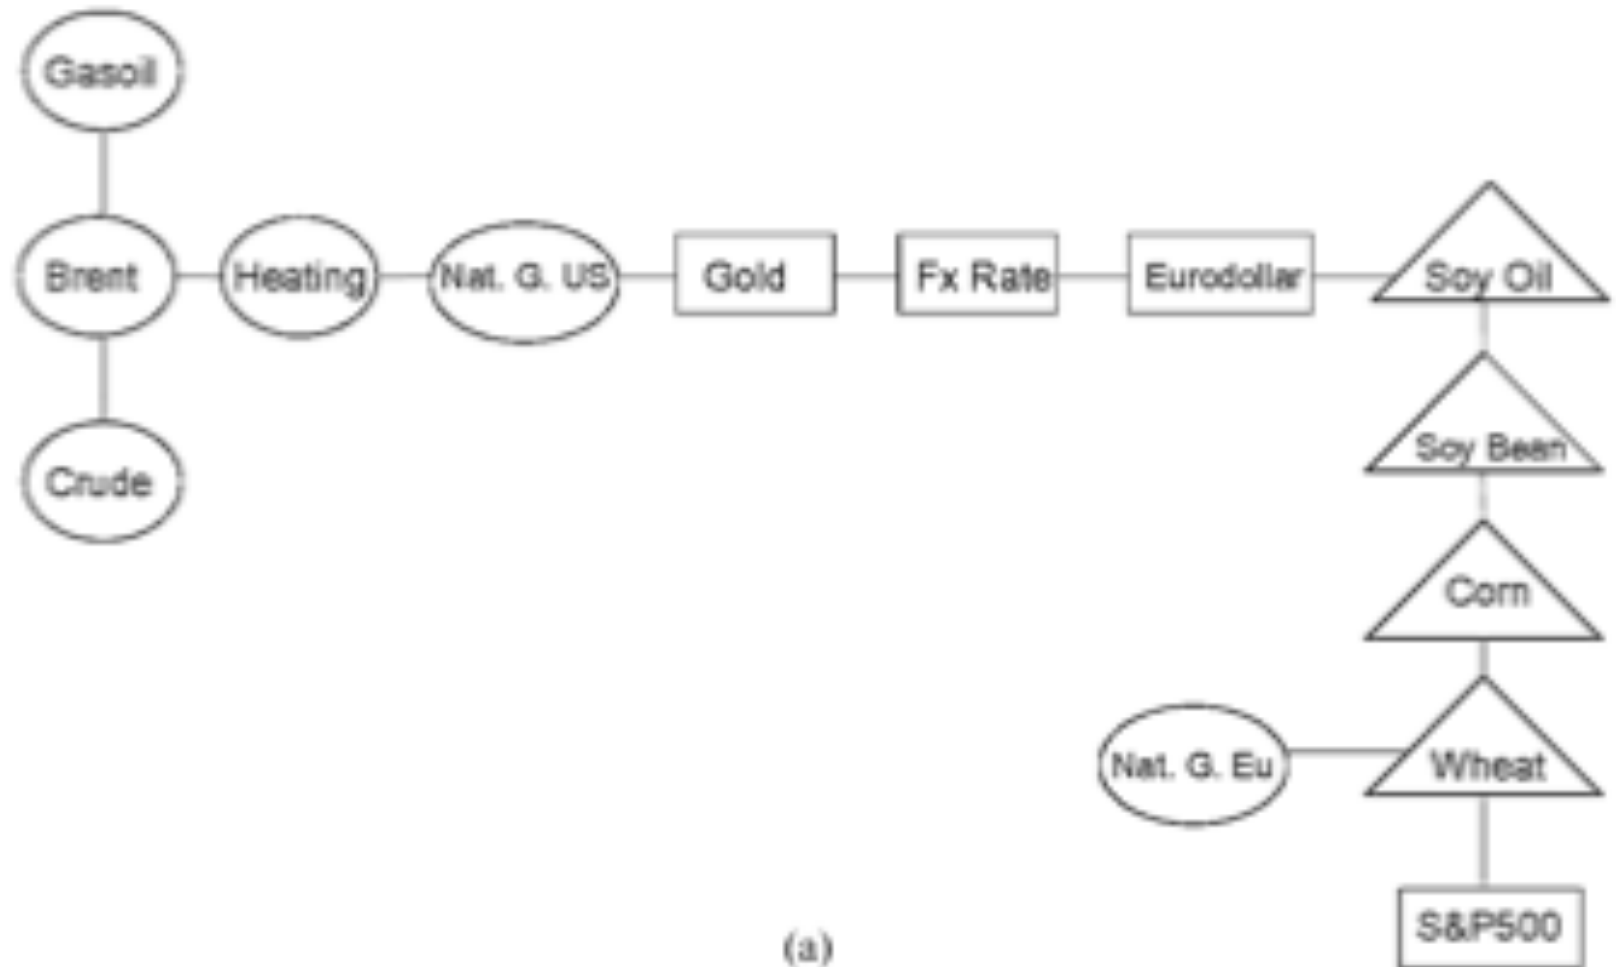 Gasoil
Brent
Heating
Nat. G. US
Gold
Fx Rate
Eurodollar
Soy Oil
Soy Bean
Crude
Corn
Nat. G. Eu
Wheat
S&P500
(a)